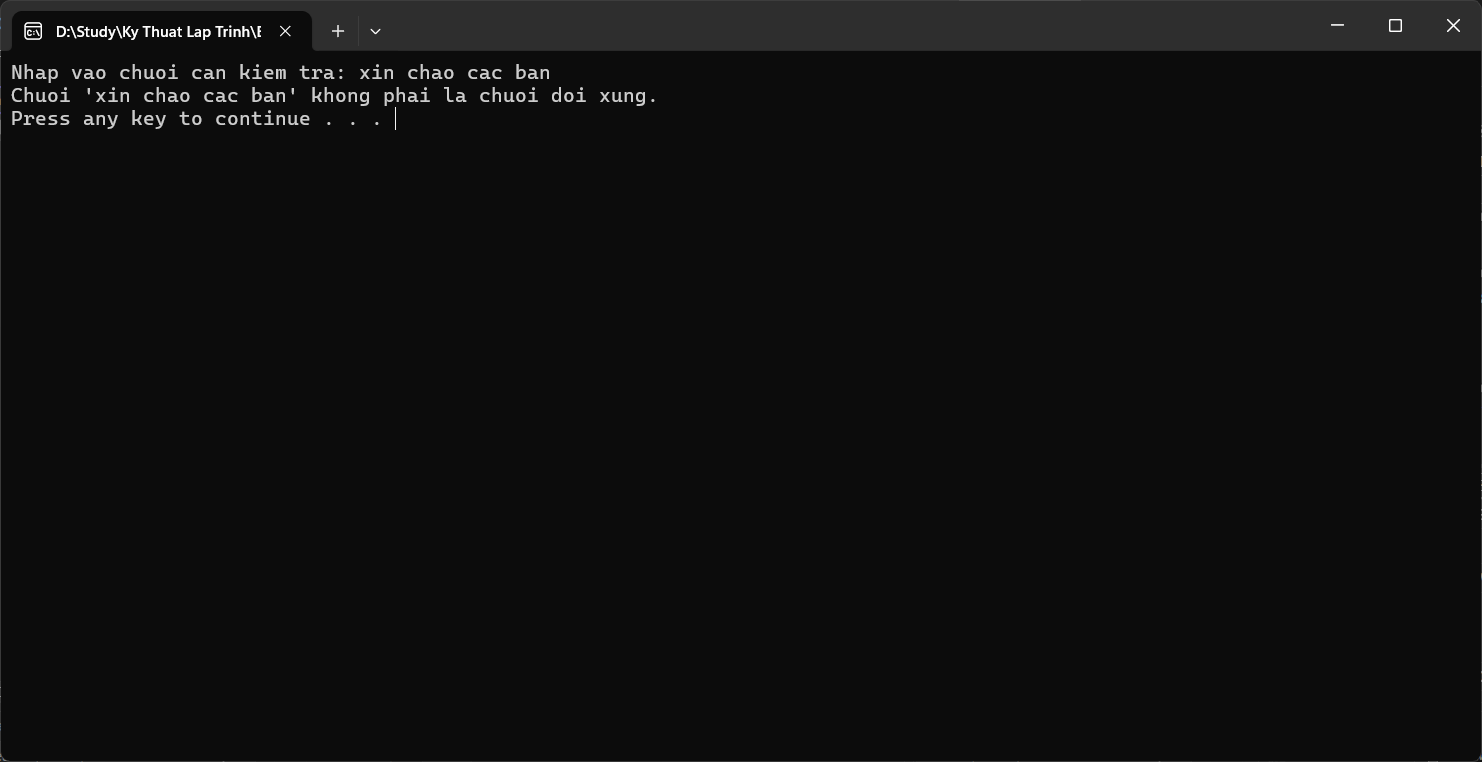 D:\Study\Ky Thuat Lap Trinh\
Nhap vao chuoi can kiem tra: xin chao cac ban
Chuoi 'xin chao cac ban' khong phai la chuoi doi xung.
Press any key to continue . . .